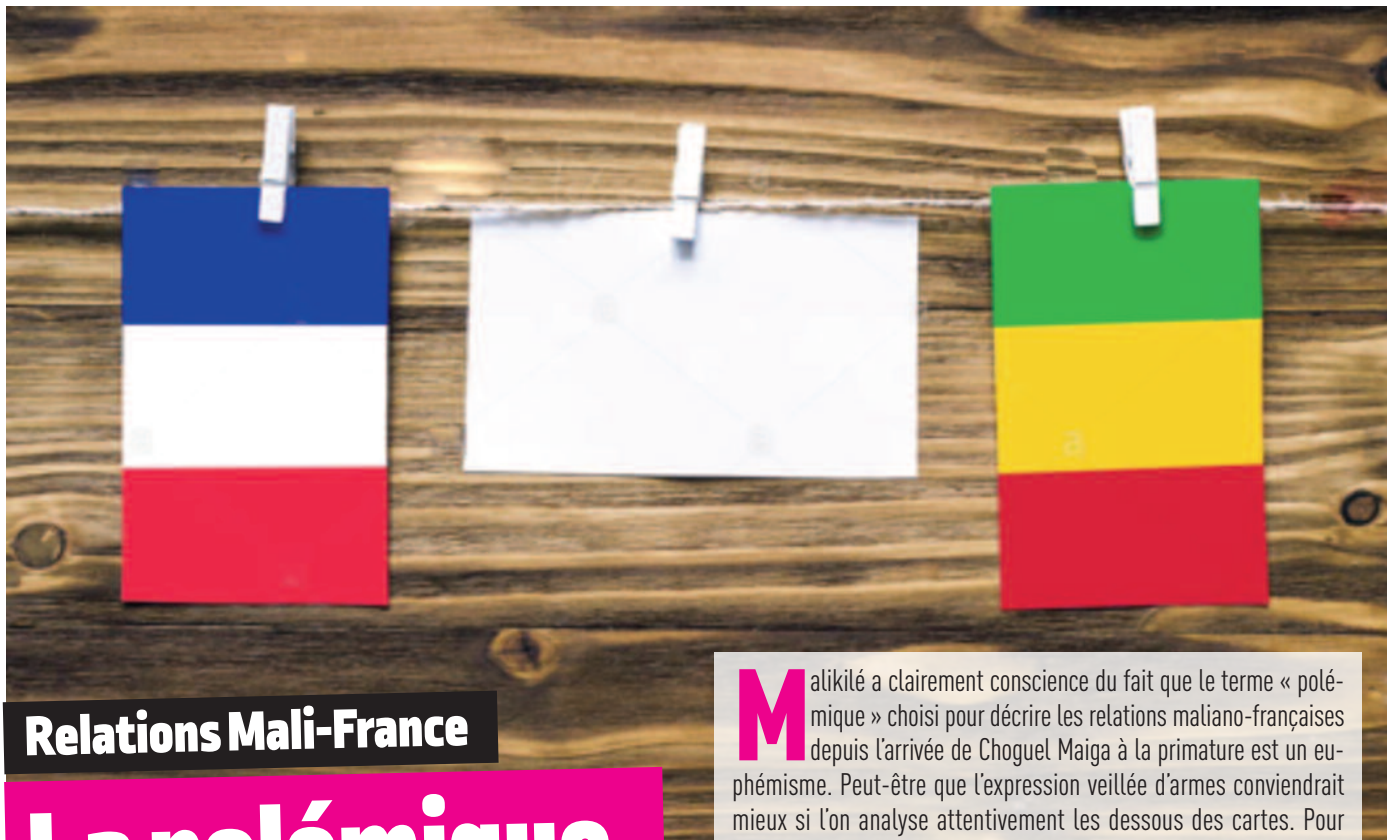 Relations Mali-France
La polémique
Malikilé a clairement conscience du fait que le terme « polé-
mique » choisi pour décrire les relations maliano-françaises
depuis l’arrivée de Choguel Maiga à la primature est un eu-
phémisme. Peut-être que l’expression veillée d’armes conviendrait
mieux si l’on analyse attentivement les dessous des cartes. Pour